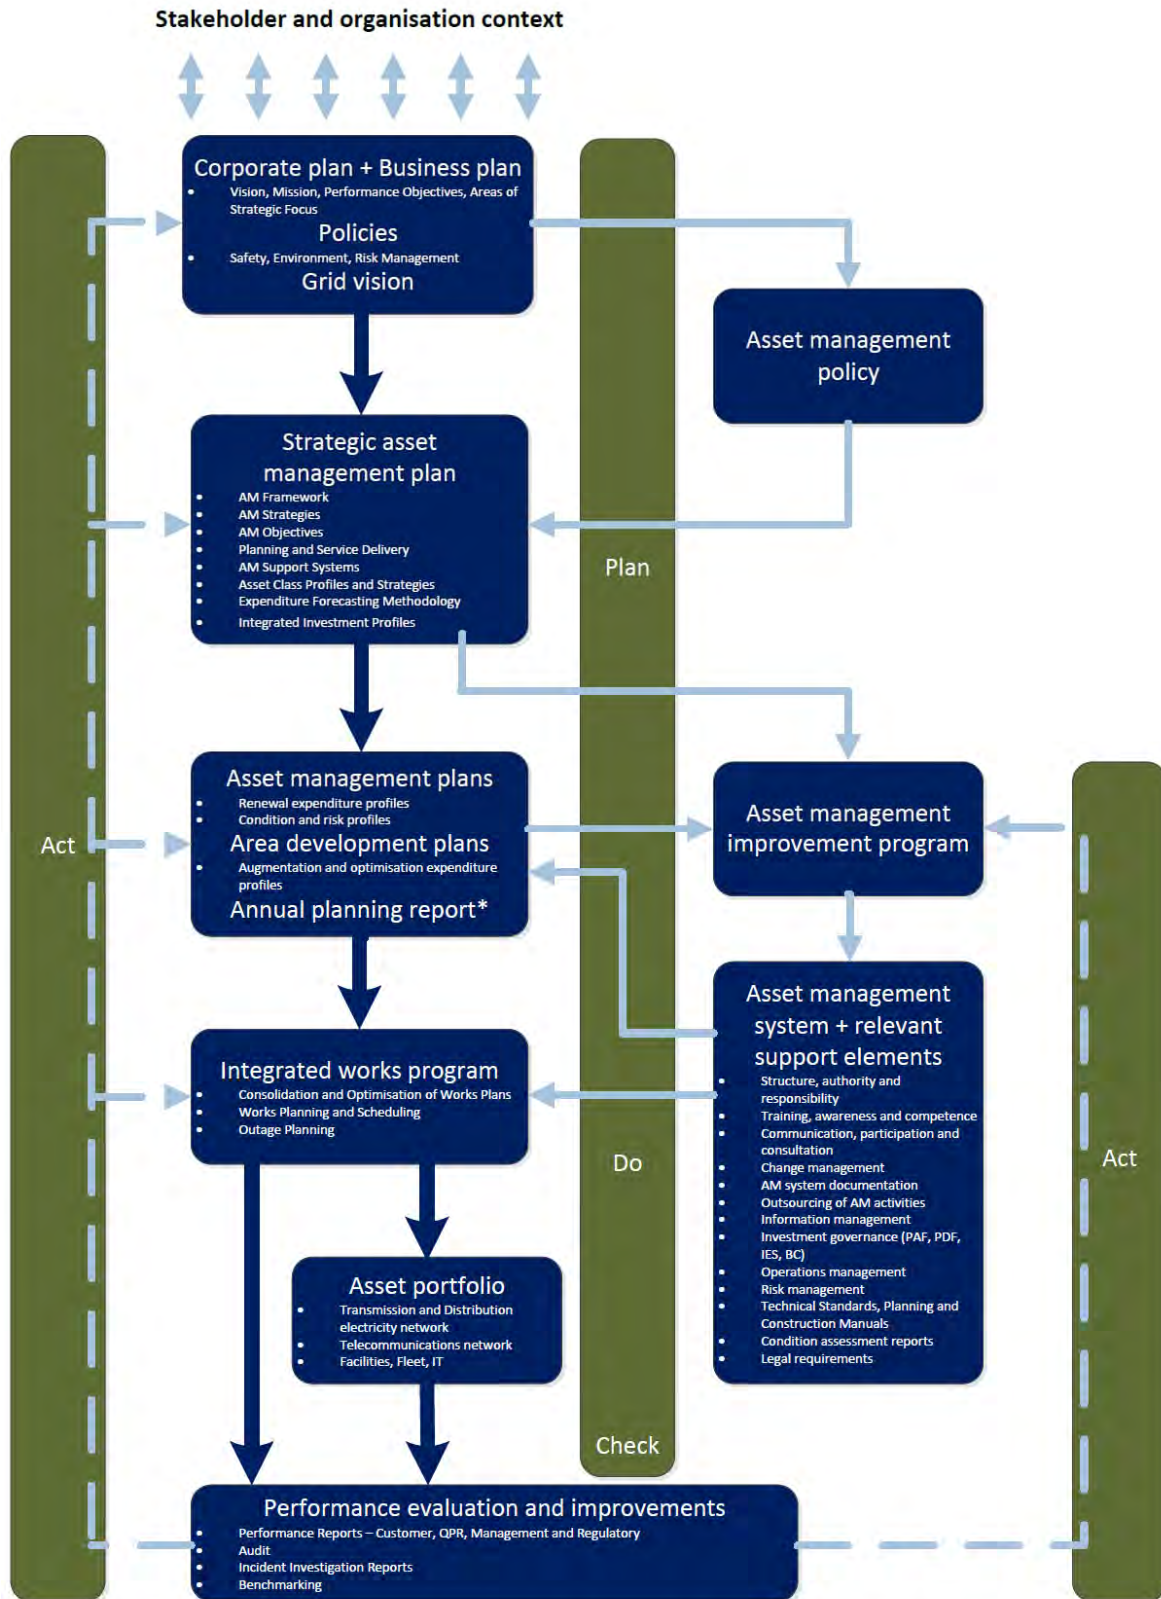 Stakeholder and organisation context
Corporate plan + Business plan
• Vision, Mission, Performance Objectives, Areas of
Strategic Focus
Policies
• Safety, Environment, Risk Management
Grid vision
Asset management
policy
Strategic asset
management plan
• AM Framework
• AM Strategies
• AM Objectives
• Planning and Service Delivery
• AM Support Systems
• Asset Class Profiles and Strategies
• Expenditure Forecasting Methodology
• Integrated Investment Profiles
Plan
Act
Asset management plans
• Renewal expenditure profiles
• Condition and risk profiles
Area development plans
• Augmentation and optimisation expenditure
profiles
Annual planning report*
Asset management
improvement program
Integrated works program
• Consolidation and Optimisation of Works Plans
• Works Planning and Scheduling
• Outage Planning
Do
Asset management
system + relevant
support elements
• Structure, authority and
responsibility
• Training, awareness and competence
• Communication, participation and
consultation
• Change management
• AM system documentation
• Outsourcing of AM activities
• Information management
• Investment governance (PAF, PDF,
IES, BC)
• Operations management
• Risk management
• Technical Standards, Planning and
Construction Manuals
• Condition assessment reports
• Legal requirements
Act
Asset portfolio
• Transmission and Distribution
electricity network
• Telecommunications network
• Facilities, Fleet, IT
Check
Performance evaluation and improvements
• Performance Reports – Customer, QPR, Management and Regulatory
• Audit
• Incident Investigation Reports
• Benchmarking